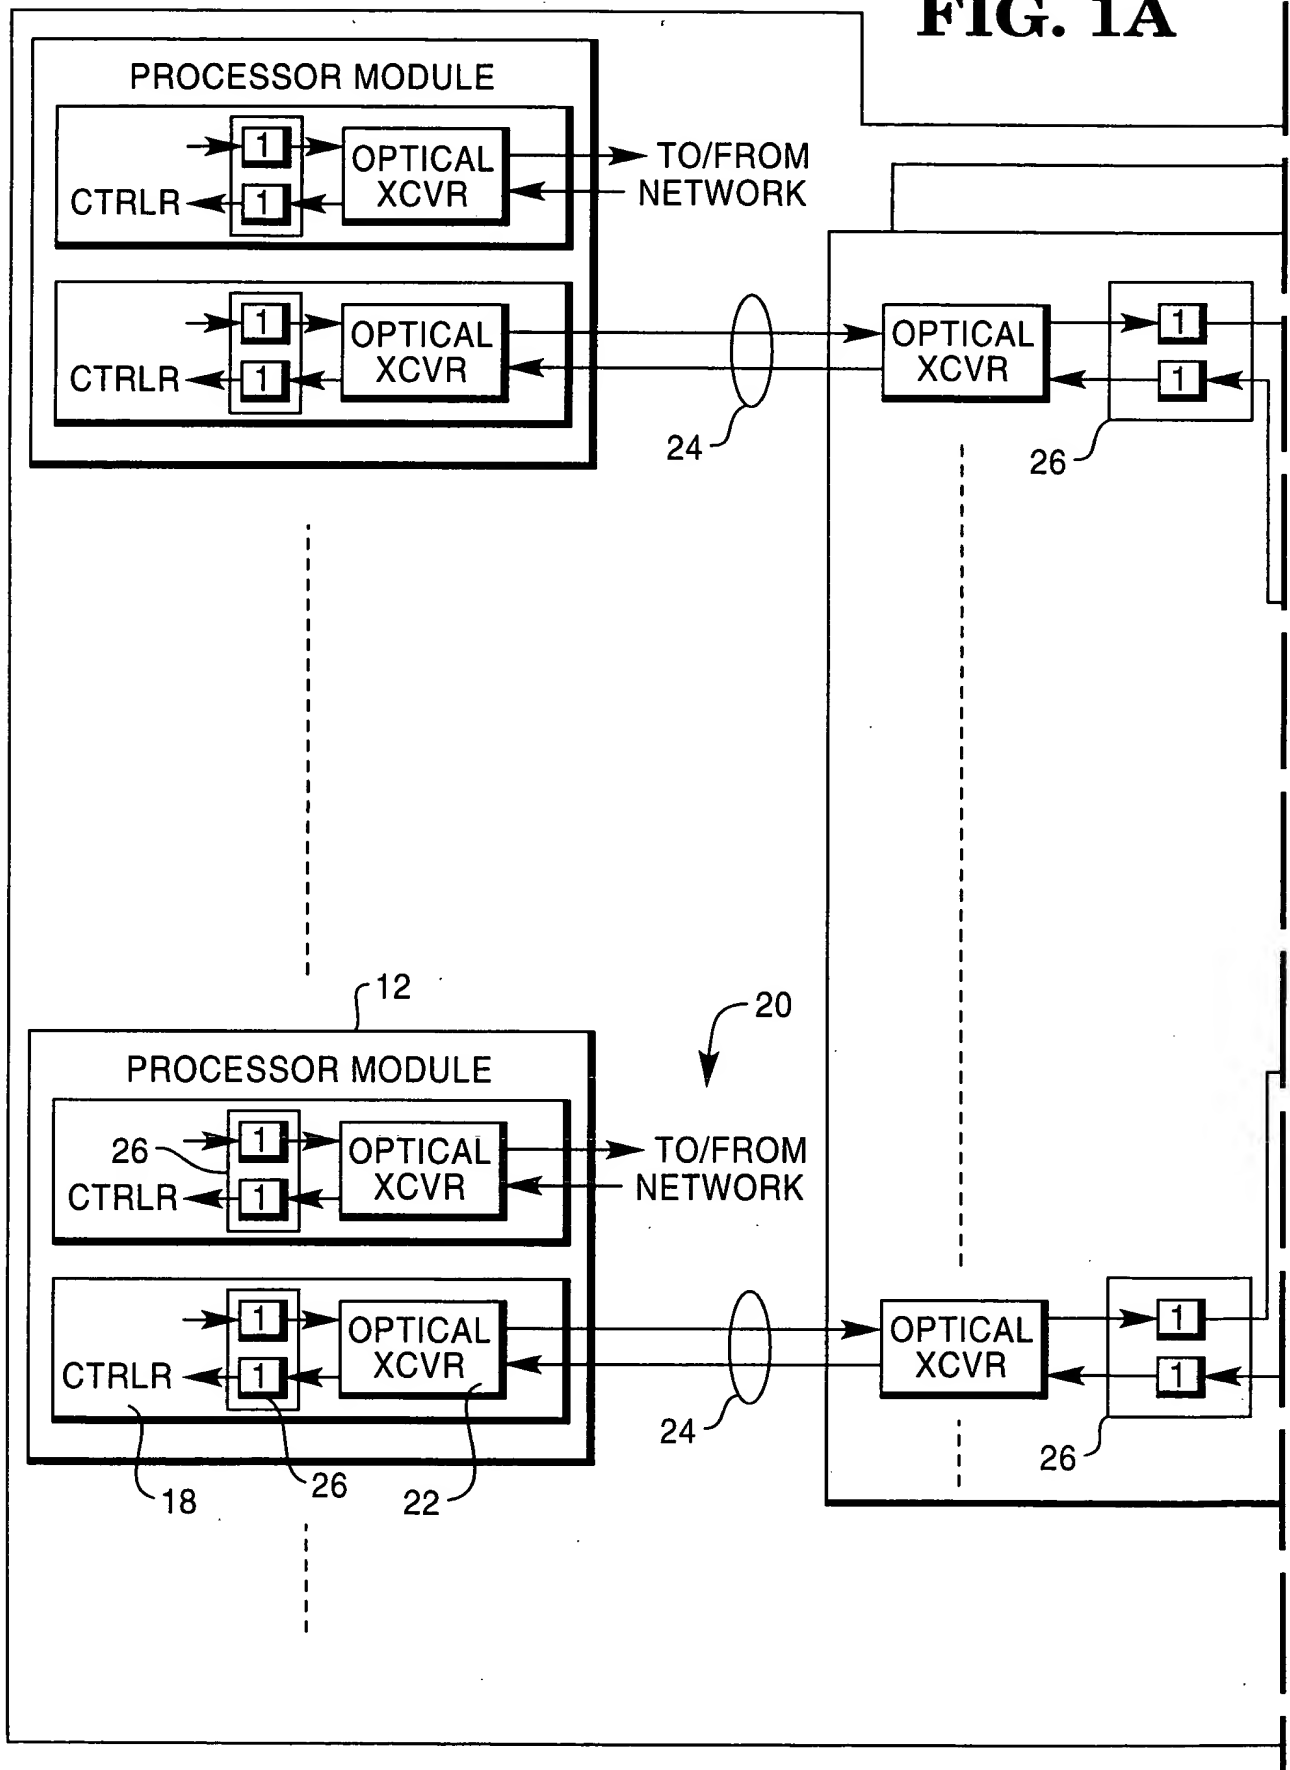 FIG. 1A
PROCESSOR MODULE
1
OPTICAL
XCVR
TO/FROM
NETWORK
CTRLR
1
1
OPTICAL
XCVR
CTRLR
1
24
OPTICAL
XCVR
1
1
26
12
20
PROCESSOR MODULE
26
1
OPTICAL
XCVR
TO/FROM
NETWORK
CTRLR
1
1
OPTICAL
XCVR
CTRLR
1
18
26
22
24
OPTICAL
XCVR
1
1
26